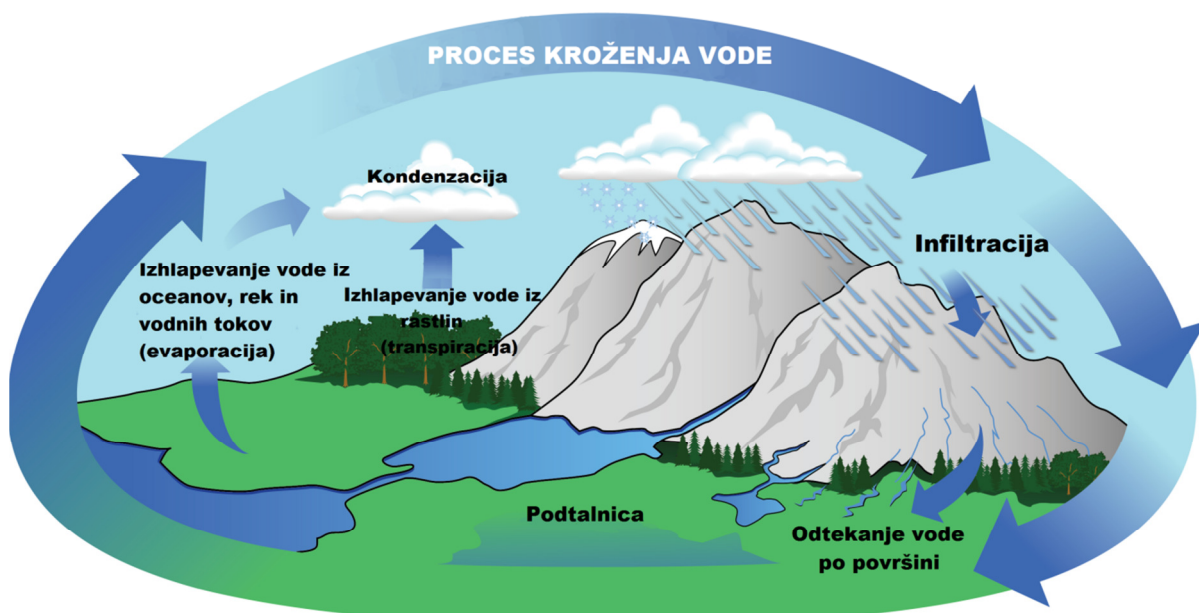 PROCES KROŽENJA VODE
Kondenzacija
Infiltracija
Izhlapevanje vode iz
oceanov, rek in
vodnih tokov
(evaporacija)
Izhlapevanje vode iz
rastlin
(transpiracija)
Podtalnica
Odtekanje vode
po površini